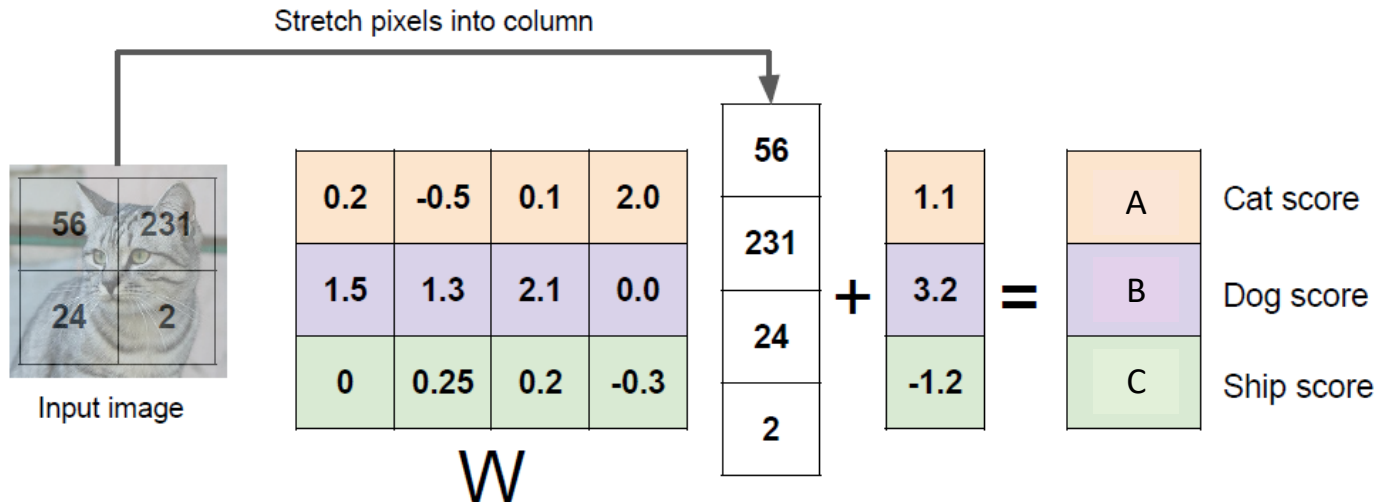 Stretch pixels into column
56 231
24 2
Input image
0.2 -0.5 0.1 2.0
1.5 1.3 2.1 0.0
0 0.25 0.2 -0.3
W
56
231
24
2
+
1.1
3.2
-1.2
=
A Cat score
B Dog score
C Ship score